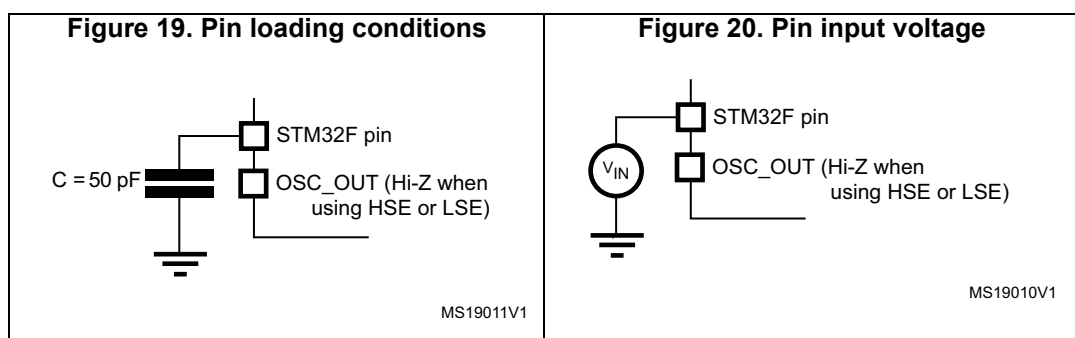 Figure 19. Pin loading conditions
STM32F pin
C = 50 pF
OSC_OUT (Hi-Z when
using HSE or LSE)
MS19011V1
Figure 20. Pin input voltage
STM32F pin
VIN
OSC_OUT (Hi-Z when
using HSE or LSE)
MS19010V1